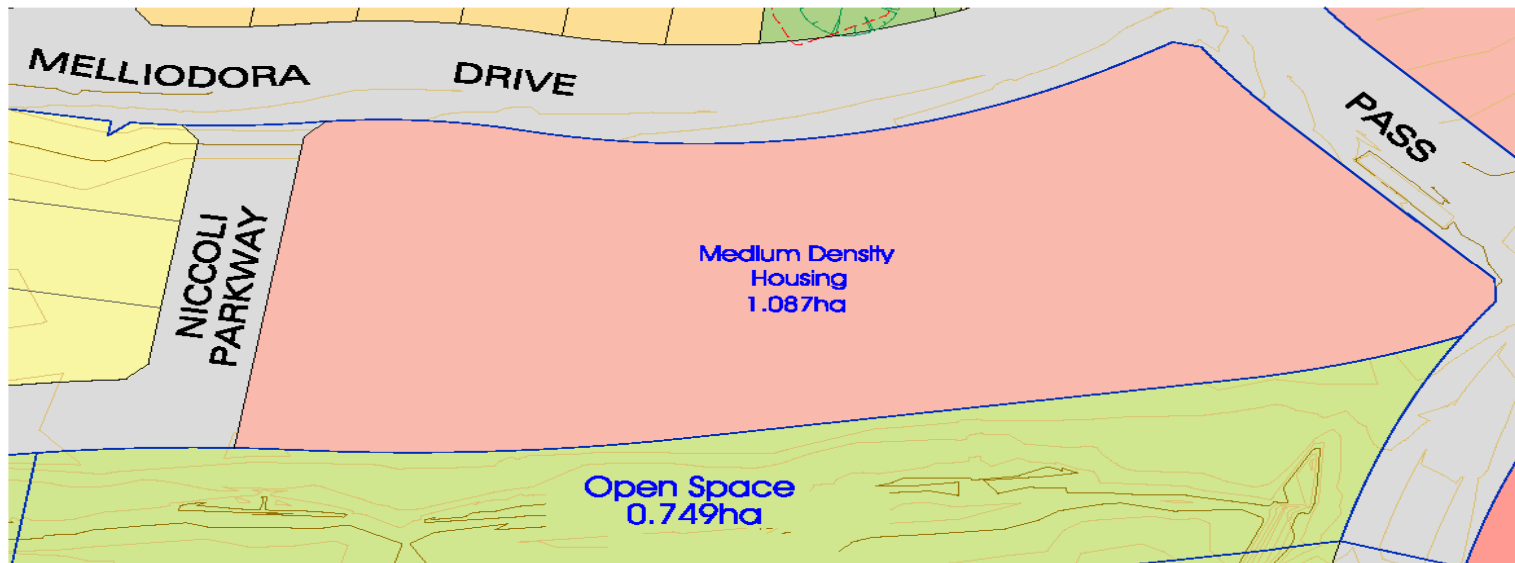 MELLIODORA DRIVE
PASS
NICCOLI
PARKWAY
Medium Density
Housing
1.087ha
Open Space
0.749ha